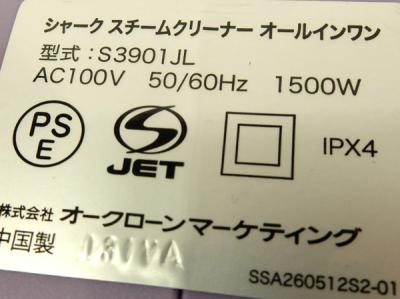 シャーク スチームクリーナー オールインワン
型式：S3901JL
AC100V 50/60Hz 1500W
PS
E
JET
IPX4
株式会社 オークローンマーケティング
中国製
SSA260512S2-01